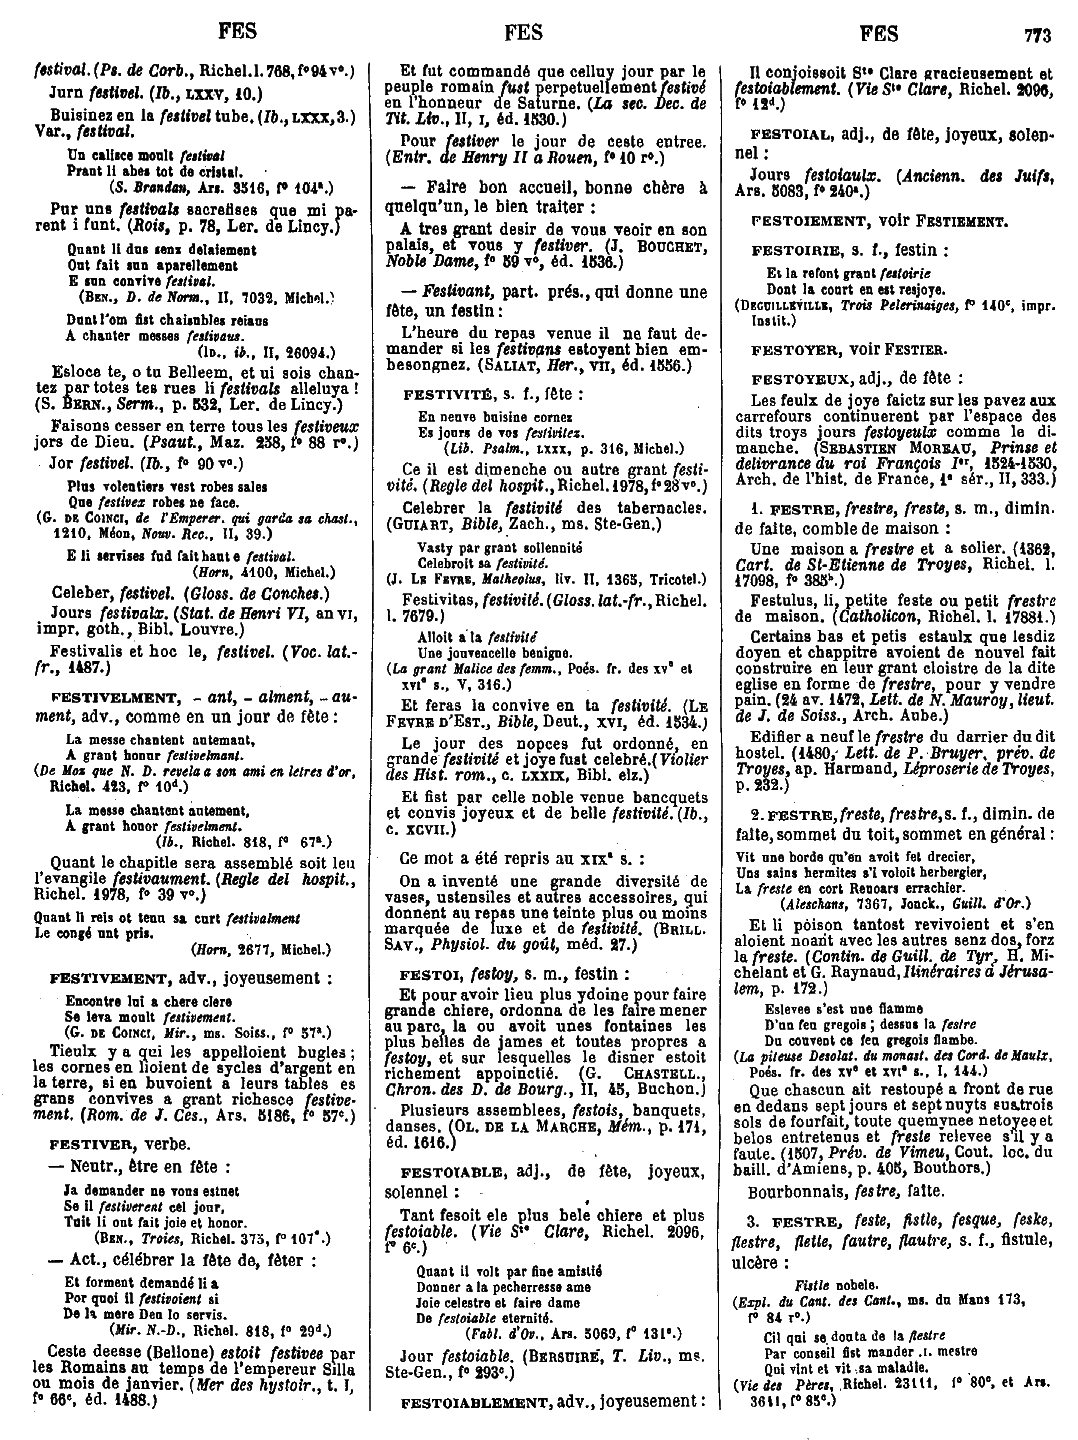 FES
FES
FES
773
festival. (Ps. de Corb., Richel. l. 768, f° 94 v°.)
Jurn festivel. (Ib., LXXV, 10.)
Buisinez en la festivel tube. (Ib., LXXX, 3.)
Var., festival.
Un calisce moult festival
Prant li abes tot de cristal.
(S. Brandan, Ars. 3516, f° 104ª.)
Pur uns festivals sacrefises que mi pa-
rent i funt. (Rois, p. 78, Ler. de Lincy.)
Quant li dus senz delaiement
Out fait sun aparellement
E sun convive festival.
(BEN., D. de Norm., II, 7032, Michel.)
Dunt l'om fist chaisubles reiaus
A chanter messes festivaus.
(ID., ib., II, 26094.)
Esloce te, o tu Belleem, et ui sois chan-
tez par totes tes rues li festivals alleluya !
(S. BERN., Serm., p. 532, Ler. de Lincy.)
Faisons cesser en terre tous les festiveux
jors de Dieu. (Psaut., Maz. 258, f° 88 r°.)
Jor festivel. (Ib., f° 90 v°.)
Plus volentiers vest robes sales
Que festivez robes ne face.
(G. DE COINCI, de l'Emperer. qui garda sa chast.,
1210, Méon, Nouv. Rec., II, 39.)
E li servises fud fait haut e festival.
(Horn, 4100, Michel.)
Celeber, festivel. (Gloss. de Conches.)
Jours festivalx. (Stat. de Henri VI, an VI,
impr. goth., Bibl. Louvre.)
Festivalis et hoc le, festivel. (Voc. lat.-
fr., 1487.)
FESTIVELMENT, - ant, - alment, - au-
ment, adv., comme en un jour de fête :
La messe chantent autemant,
A grant honur festivelmant.
(De Moz que N. D. revela a son ami en letres d'or,
Richel. 423, f° 10ᵈ.)
La messe chantent autement,
A grant honor festivelment.
(Ib., Richel. 818, f° 67ª.)
Quant le chapitle sera assemblé soit leu
l'evangile festivaument. (Regle del hospit.,
Richel. 1978, f° 39 v°.)
Quant li reis ot tenu sa curt festivalment
Le congé unt pris.
(Horn, 2677, Michel.)
FESTIVEMENT, adv., joyeusement :
Encontre lui a chere clere
Se leva moult festivement.
(G. DE COINCI, Mir., ms. Soiss., f° 57ª.)
Tieulx y a qui les appelloient bugles ;
les cornes en lioient de sycles d'argent en
la terre, si en buvoient a leurs tables es
grans convives a grant richesce festive-
ment. (Rom. de J. Ces., Ars. 5186, f° 57ᶜ.)
FESTIVER, verbe.
— Neutr., être en fête :
Ja demander ne vous estuet
Se il festiverent cel jour,
Tuit li ont fait joie et honor.
(BEN., Troies, Richel. 375, f° 107ª.)
— Act., célébrer la fête de, fêter :
Et forment demandé li a
Por quoi il festivoient si
De la mere Deu lo servis.
(Mir. N.-D., Richel. 818, f° 29ᵈ.)
Ceste deesse (Bellone) estoit festivee par
les Romains au temps de l'empereur Silla
ou mois de janvier. (Mer des hystoir., t. I,
f° 66ᶜ, éd. 1488.)
Et fut commandé que celluy jour par le
peuple romain fust perpetuellement festivé
en l'honneur de Saturne. (La sec. Dec. de
Tit. Liv., II, I, éd. 1530.)
Pour festiver le jour de ceste entree.
(Entr. de Henry II a Rouen, f° 10 r°.)
— Faire bon accueil, bonne chère à
quelqu'un, le bien traiter :
A tres grant desir de vous veoir en son
palais, et vous y festiver. (J. BOUCHET,
Noble Dame, f° 59 v°, éd. 1536.)
— Festivant, part. prés., qui donne une
fête, un festin :
L'heure du repas venue il ne faut de-
mander si les festivans estoyent bien em-
besongnez. (SALIAT, Her., VII, éd. 1556.)
FESTIVITÉ, s. f., fête :
En neuve buisine cornez
Es jours de vos festivitez.
(Lib. Psalm., LXXX, p. 316, Michel.)
Ce il est dimenche ou autre grant festi-
vité. (Regle del hospit., Richel. 1978, f° 28 v°.)
Celebrer la festivité des tabernacles.
(GUIART, Bible, Zach., ms. Ste-Gen.)
Vasty par grant sollennité
Celebroit sa festivité.
(J. LE FEVRE, Matheolus, liv. II, 1365, Tricotel.)
Festivitas, festivité. (Gloss. lat.-fr., Richel.
l. 7679.)
Alloit a la festivité
Une jouvencelle benigne.
(La grant Malice des femm., Poés. fr. des XVᵉ et
XVIᵉ s., V, 316.)
Et feras la convive en ta festivité. (LE
FEVRE D'EST., Bible, Deut., XVI, éd. 1534.)
Le jour des nopces fut ordonné, en
grande festivité et joye fust celebré. (Violier
des Hist. rom., c. LXXIX, Bibl. elz.)
Et fist par celle noble venue bancquets
et convis joyeux et de belle festivité. (Ib.,
c. XCVII.)
Ce mot a été repris au XIXᵉ s. :
On a inventé une grande diversité de
vases, ustensiles et autres accessoires, qui
donnent au repas une teinte plus ou moins
marquée de luxe et de festivité. (BRILL.
SAV., Physiol. du goût, méd. 27.)
FESTOI, festoy, s. m., festin :
Et pour avoir lieu plus ydoine pour faire
grande chiere, ordonna de les faire mener
au parc, la ou avoit unes fontaines les
plus belles de james et toutes propres a
festoy, et sur lesquelles le disner estoit
richement appoinctié. (G. CHASTELL.,
Chron. des D. de Bourg., II, 45, Buchon.)
Plusieurs assemblees, festois, banquets,
danses. (OL. DE LA MARCHE, Mém., p. 171,
éd. 1616.)
FESTOIABLE, adj., de fête, joyeux,
solennel :
Tant fesoit ele plus bele chiere et plus
festoiable. (Vie Sᵗᵉ Clare, Richel. 2096,
f° 6ᶜ.)
Quant il volt par fine amistié
Donner a la pecherresse ame
Joie celestre et faire dame
De festoiable eternité.
(Fabl. d'Ov., Ars. 5069, f° 131ª.)
Jour festoiable. (BERSUIRE, T. Liv., ms.
Ste-Gen., f° 293ᶜ.)
FESTOIABLEMENT, adv., joyeusement :
Il conjoissoit Sᵗᵉ Clare gracieusement et
festoiablement. (Vie Sᵗᵉ Clare, Richel. 2096,
f° 12ᵈ.)
FESTOIAL, adj., de fête, joyeux, solen-
nel :
Jours festoiaulx. (Ancienn. des Juifs,
Ars. 5083, f° 240ª.)
FESTOIEMENT, voir FESTIEMENT.
FESTOIRIE, s. f., festin :
Et la refont grant festoirie
Dont la court en est resjoye.
(DEGUILLEVILLE, Trois Pelerinaiges, f° 140ᶜ, impr.
Instit.)
FESTOYER, voir FESTIER.
FESTOYEUX, adj., de fête :
Les feulx de joye faictz sur les pavez aux
carrefours continuerent par l'espace des
dits troys jours festoyeulx comme le di-
manche. (SEBASTIEN MOREAU, Prinse et
delivrance du roi François Iᵉʳ, 1524-1530,
Arch. de l'hist. de France, 1ᵉ sér., II, 333.)
1. FESTRE, frestre, freste, s. m., dimin.
de faite, comble de maison :
Une maison a frestre et a solier. (1362,
Cart. de St-Etienne de Troyes, Richel. l.
17098, f° 385ᵇ.)
Festulus, li, petite feste ou petit frestre
de maison. (Catholicon, Richel. l. 17881.)
Certains bas et petis estaulx que lesdiz
doyen et chappitre avoient de nouvel fait
construire en leur grant cloistre de la dite
eglise en forme de frestre, pour y vendre
pain. (24 av. 1472, Lett. de N. Mauroy, lieut.
de J. de Soiss., Arch. Aube.)
Edifier a neuf le frestre du darrier du dit
hostel. (1480, Lett. de P. Bruyer, prév. de
Troyes, ap. Harmand, Léproserie de Troyes,
p. 232.)
2. FESTRE, freste, frestre, s. f., dimin. de
faîte, sommet du toit, sommet en général :
Vit une borde qu'en avoit fet drecier,
Uns sains hermites s'i voloit herbergier,
La freste en cort Renoars errachier.
(Aleschans, 7367, Jonck., Guill. d'Or.)
Et li poison tantost revivoient et s'en
aloient noant avec les autres senz dos, forz
la freste. (Contin. de Guill. de Tyr, H. Mi-
chelant et G. Raynaud, Itinéraires à Jérusa-
lem, p. 172.)
Eslevee s'est une flamme
D'un feu gregois ; dessus la festre
Du couvent ce feu gregois flambe.
(La piteuse Desolat. du monast. des Cord. de Maulx,
Poés. fr. des XVᵉ et XVIᵉ s., I, 144.)
Que chascun ait restoupé a front de rue
en dedans sept jours et sept nuyts sustrois
sols de fourfait, toute quemynee netoyee et
belos entretenus et freste relevee s'il y a
faute. (1507, Prév. de Vimeu, Cout. loc. du
baill. d'Amiens, p. 405, Bouthors.)
Bourbonnais, festre, faîte.
3. FESTRE, feste, fistle, fesque, feske,
flestre, fletie, fautre, flautre, s. f., fistule,
ulcère :
Fistle nobele.
(Expl. du Cant. des Cant., ms. du Mans 173,
f° 84 r°.)
Cil qui se douta de la flestre
Par conseil fist mander .I. mestre
Qui vint et vit sa maladie.
(Vie des Pères, Richel. 23111, f° 80ᶜ, et Ars.
3641, f° 85ᶜ.)